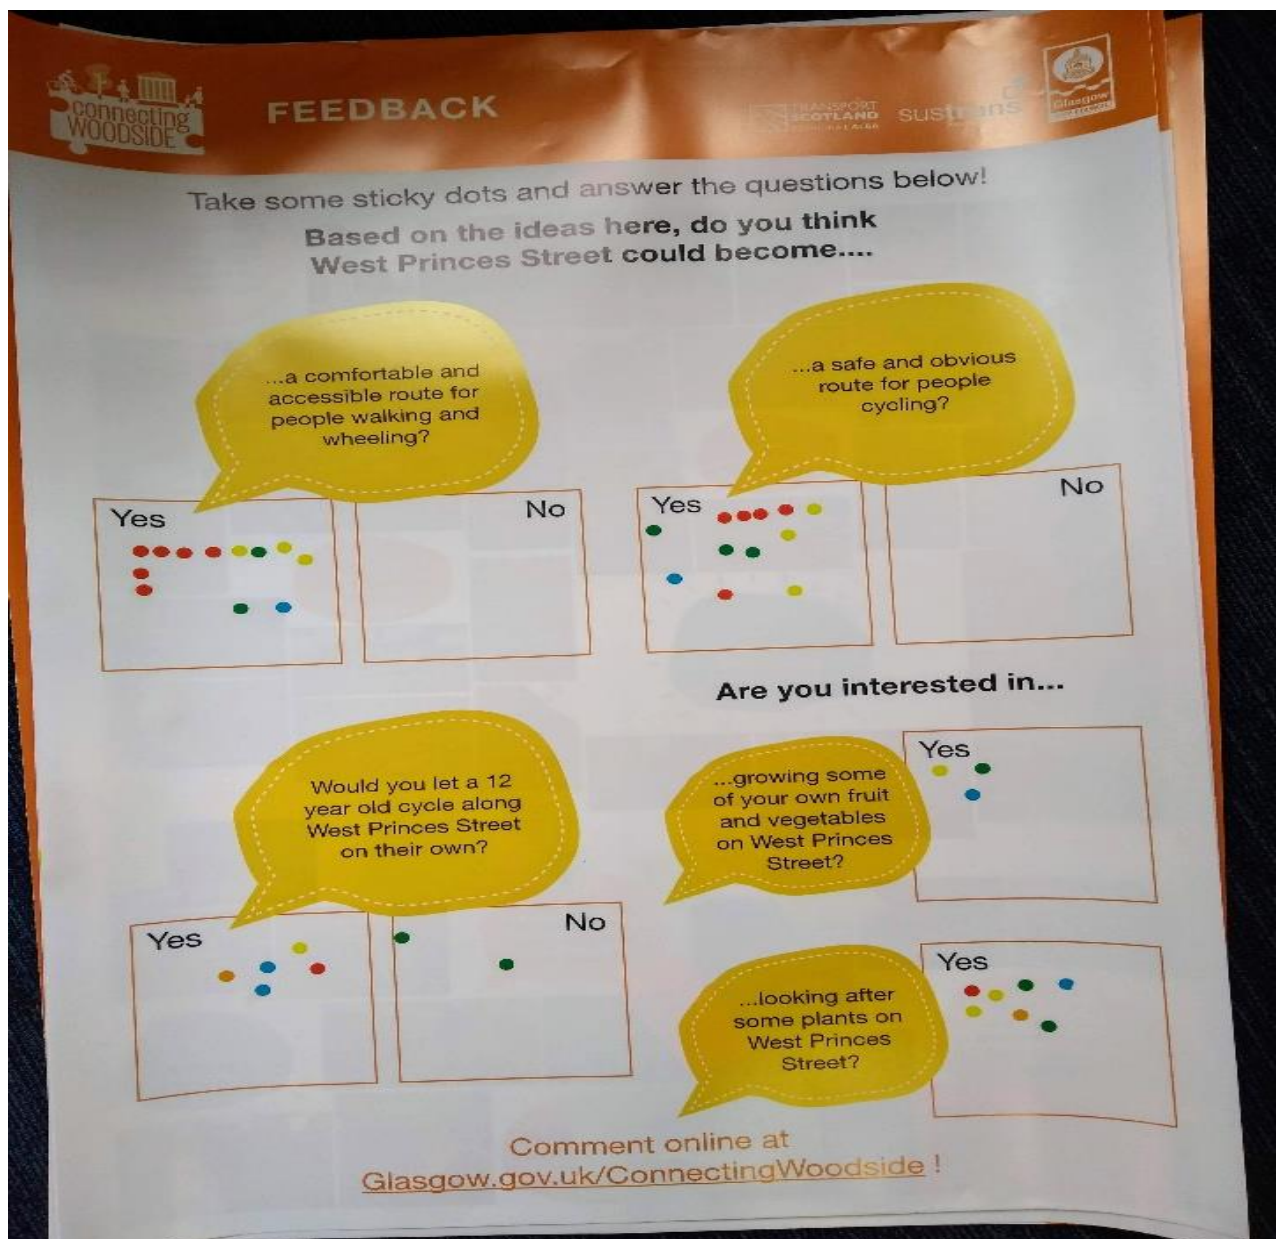 connecting
WOODSIDE
FEEDBACK
TRANSPORT
SCOTLAND
sustrans
Glasgow
Take some sticky dots and answer the questions below!
Based on the ideas here, do you think
West Princes Street could become....
...a comfortable and
accessible route for
people walking and
wheeling?
Yes
No
...a safe and obvious
route for people
cycling?
Yes
No
Would you let a 12
year old cycle along
West Princes Street
on their own?
Yes
No
Are you interested in...
...growing some
of your own fruit
and vegetables
on West Princes
Street?
Yes
...looking after
some plants on
West Princes
Street?
Yes
Comment online at
Glasgow.gov.uk/ConnectingWoodside !